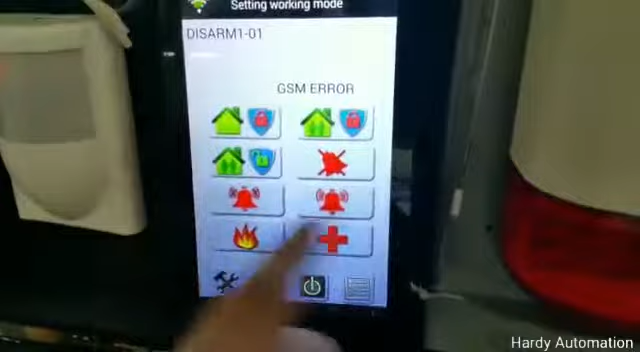 Setting working mode
DISARM1-01
GSM ERROR
Hardy Automation